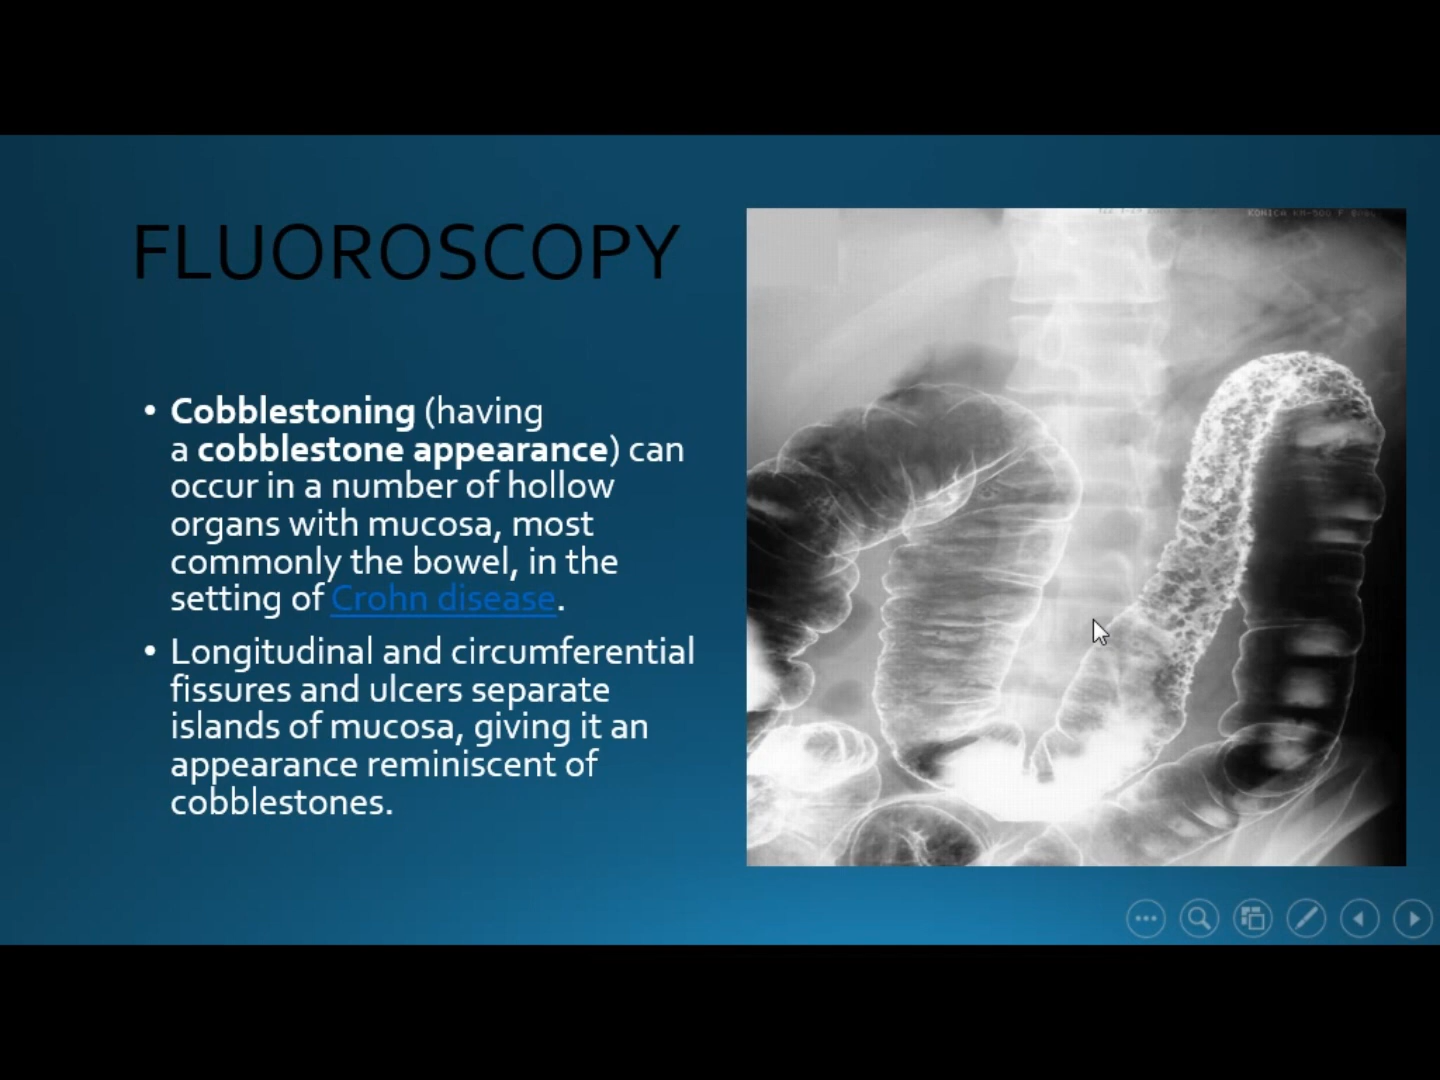 FLUOROSCOPY
• Cobblestoning (having
a cobblestone appearance) can
occur in a number of hollow
organs with mucosa, most
commonly the bowel, in the
setting of Crohn disease.
• Longitudinal and circumferential
fissures and ulcers separate
islands of mucosa, giving it an
appearance reminiscent of
cobblestones.